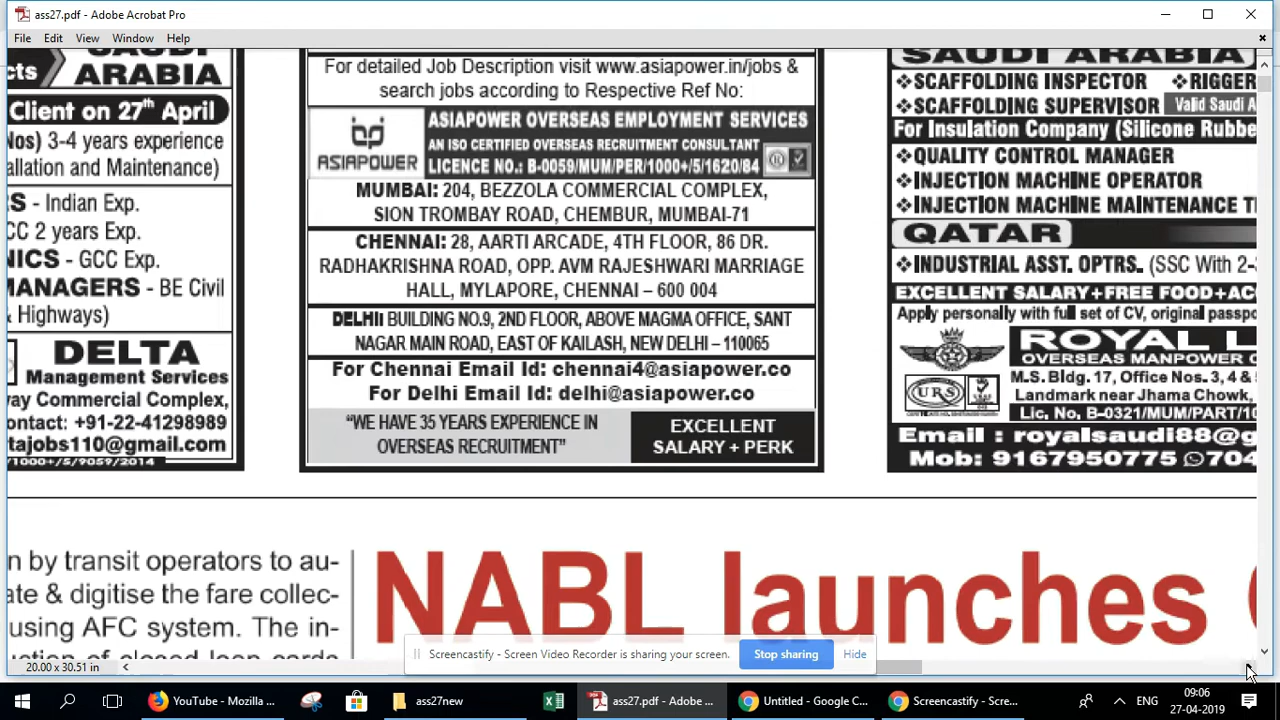 ass27.pdf - Adobe Acrobat Pro
File Edit View Window Help
cts
SAUDI
ARABIA
Client on 27th April
Nos) 3-4 years experience
allation and Maintenance)
S - Indian Exp.
CC 2 years Exp.
NICS - GCC Exp.
MANAGERS - BE Civil
& Highways)
DELTA
Management Services
way Commercial Complex,
ontact: +91-22-41298989
tajobs110@gmail.com
/1000+/5/9059/2014
For detailed Job Description visit www.asiapower.in/jobs &
search jobs according to Respective Ref No:
ASIAPOWER
ASIAPOWER OVERSEAS EMPLOYMENT SERVICES
AN ISO CERTIFIED OVERSEAS RECRUITMENT CONSULTANT
LICENCE NO.: B-0059/MUM/PER/1000+/5/1620/84
MUMBAI: 204, BEZZOLA COMMERCIAL COMPLEX,
SION TROMBAY ROAD, CHEMBUR, MUMBAI-71
CHENNAI: 28, AARTI ARCADE, 4TH FLOOR, 86 DR.
RADHAKRISHNA ROAD, OPP. AVM RAJESHWARI MARRIAGE
HALL, MYLAPORE, CHENNAI – 600 004
DELHI: BUILDING NO.9, 2ND FLOOR, ABOVE MAGMA OFFICE, SANT
NAGAR MAIN ROAD, EAST OF KAILASH, NEW DELHI – 110065
For Chennai Email Id: chennai4@asiapower.co
For Delhi Email Id: delhi@asiapower.co
“WE HAVE 35 YEARS EXPERIENCE IN
OVERSEAS RECRUITMENT”
EXCELLENT
SALARY + PERK
SAUDI ARABIA
❖SCAFFOLDING INSPECTOR ❖RIGGER
❖SCAFFOLDING SUPERVISOR Valid Saudi A
For Insulation Company (Silicone Rubbe
❖QUALITY CONTROL MANAGER
❖INJECTION MACHINE OPERATOR
❖INJECTION MACHINE MAINTENANCE T
QATAR
❖INDUSTRIAL ASST. OPTRS. (SSC With 2-
EXCELLENT SALARY+FREE FOOD+AC
Apply personally with full set of CV, original passpo
ROYAL L
OVERSEAS MANPOWER C
URS
M.S.Bldg. 17, Office Nos. 3, 4 & 5
Landmark near Jhama Chowk,
Lic, No, B-0321/MUM/PART/10
Email : royalsaudi88@g
Mob: 9167950775 704
n by transit operators to au-
ate & digitise the fare collec-
using AFC system. The in-
NABL launches
Screencastify - Screen Video Recorder is sharing your screen. Stop sharing Hide
20.00 x 30.51 in
YouTube - Mozilla ... ass27new ass27.pdf - Adobe ... Untitled - Google C... Screencastify - Scre... ENG
09:06
27-04-2019